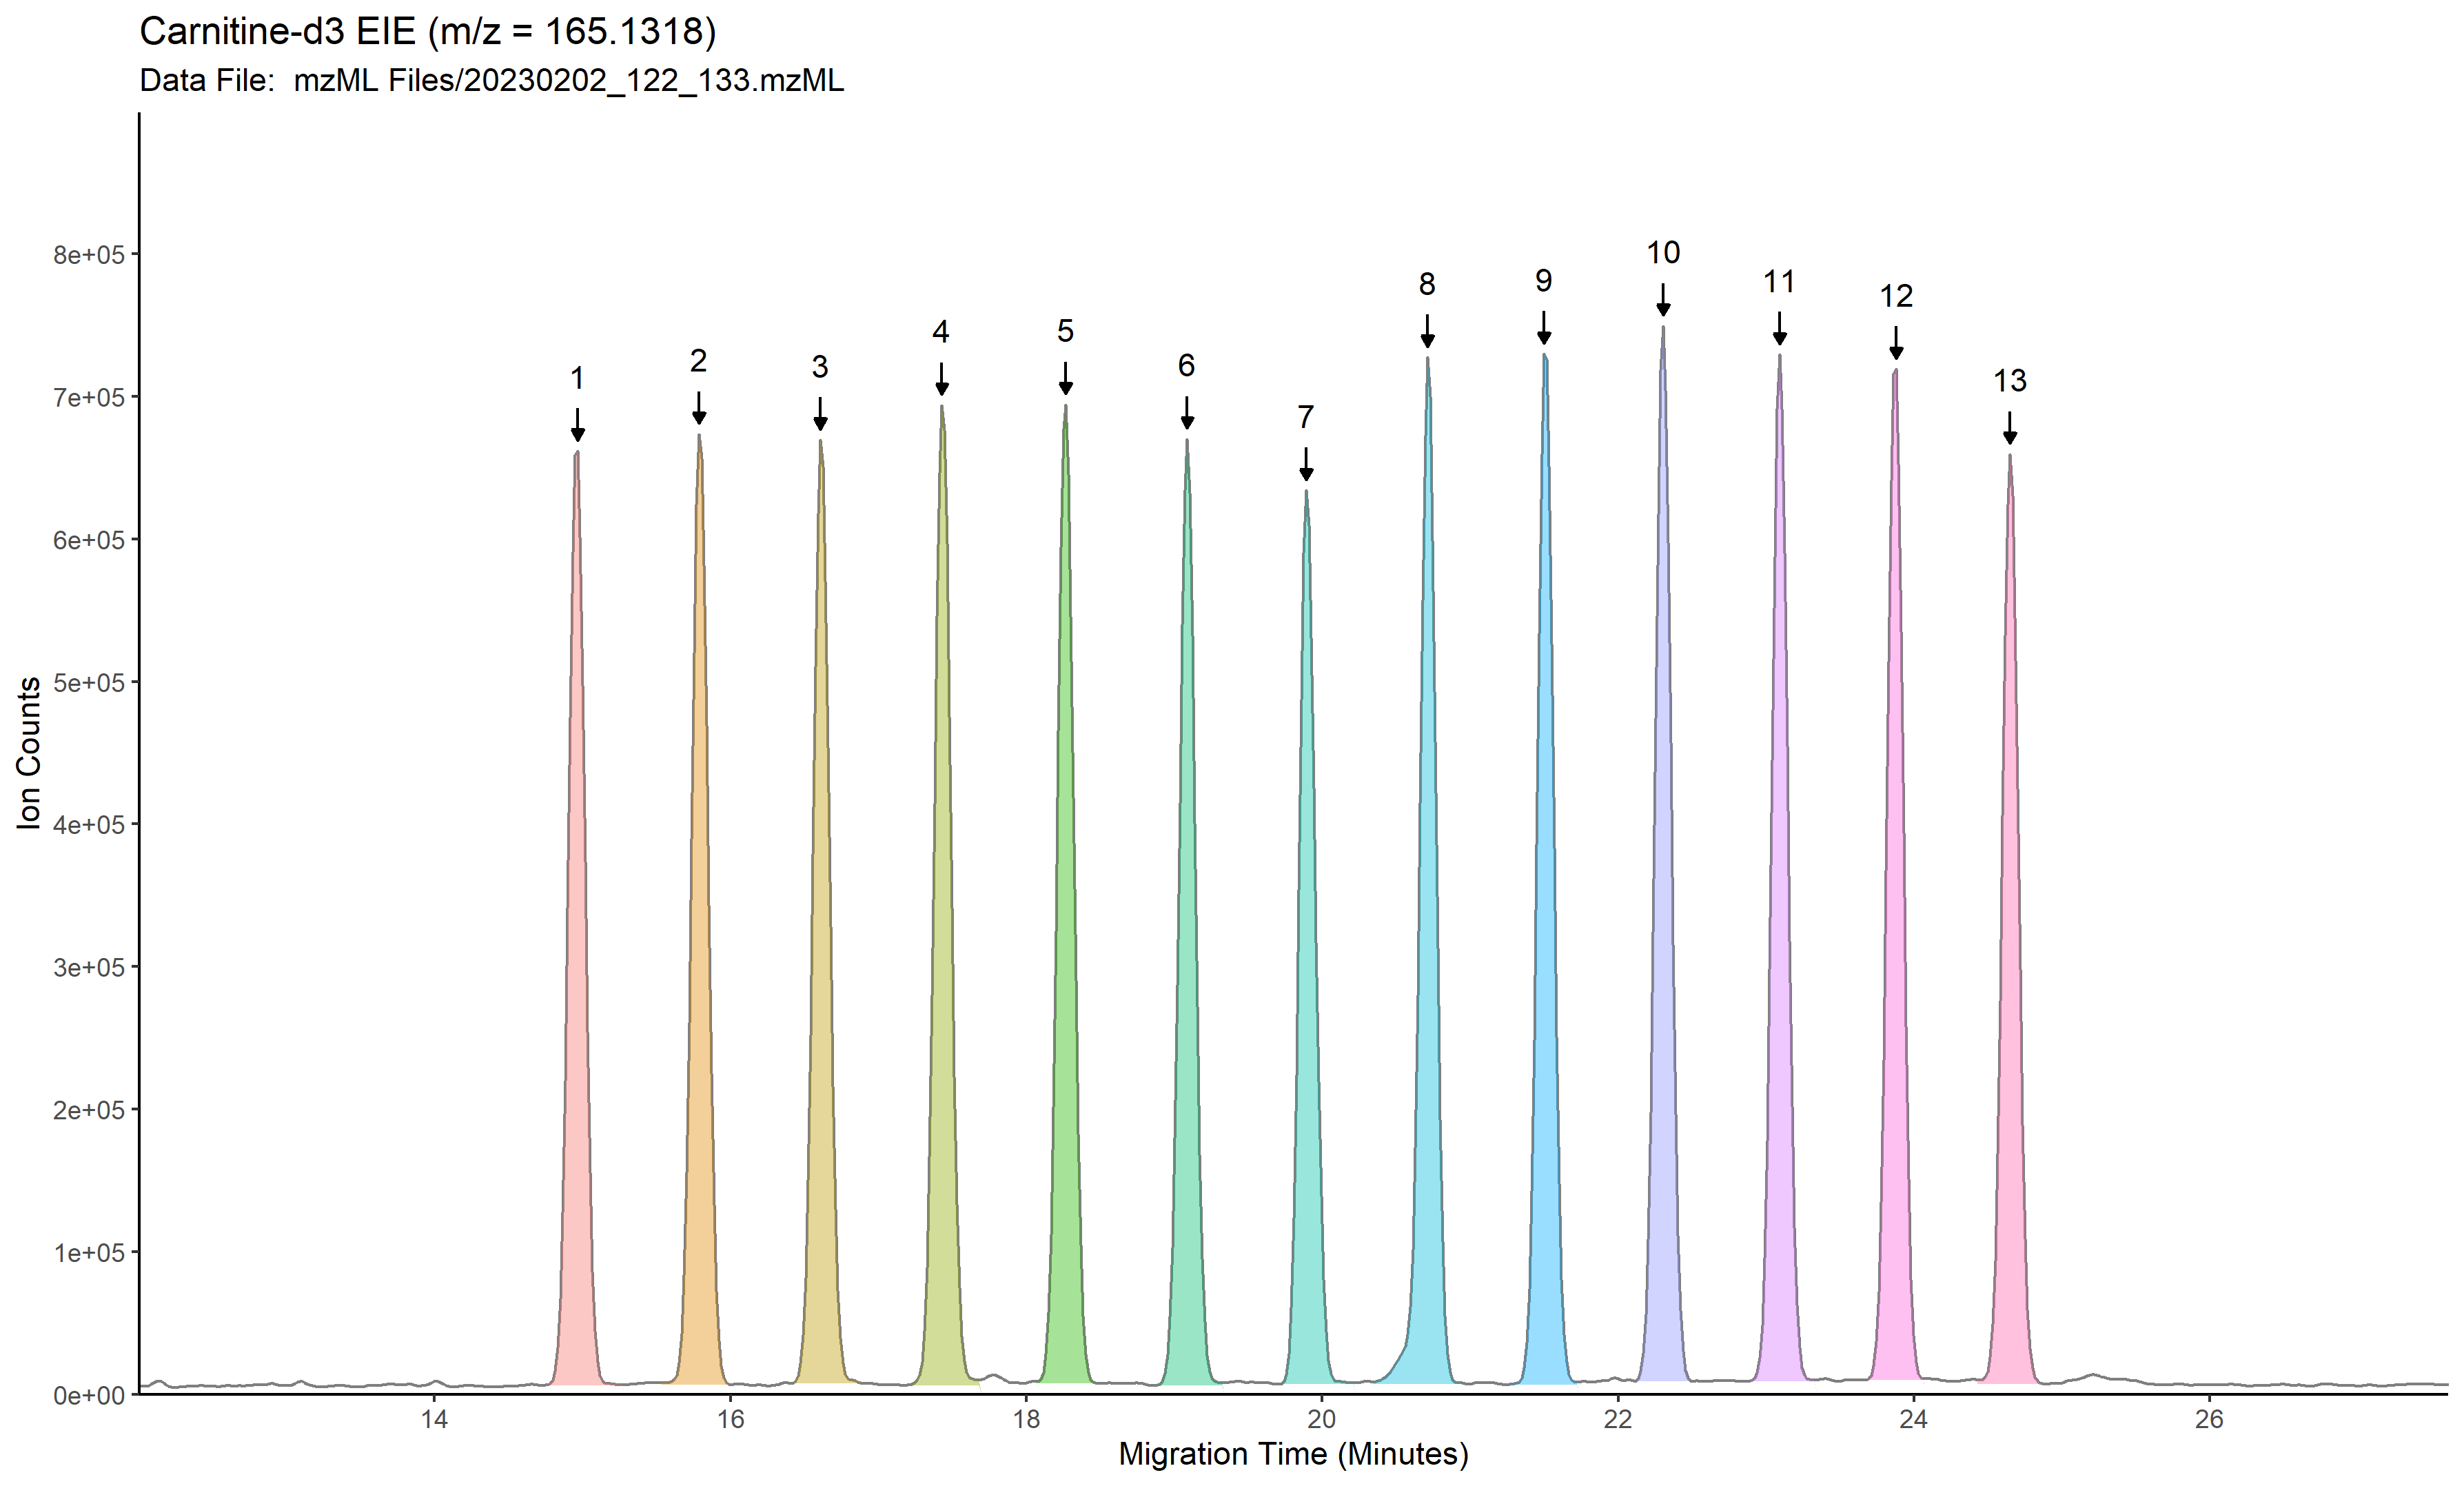 Carnitine-d3 EIE (m/z = 165.1318)
Data File:  mzML Files/20230202_122_133.mzML
Ion Counts
8e+05
7e+05
6e+05
5e+05
4e+05
3e+05
2e+05
1e+05
0e+00
1
2
3
4
5
6
7
8
9
10
11
12
13
14 16 18 20 22 24 26
Migration Time (Minutes)